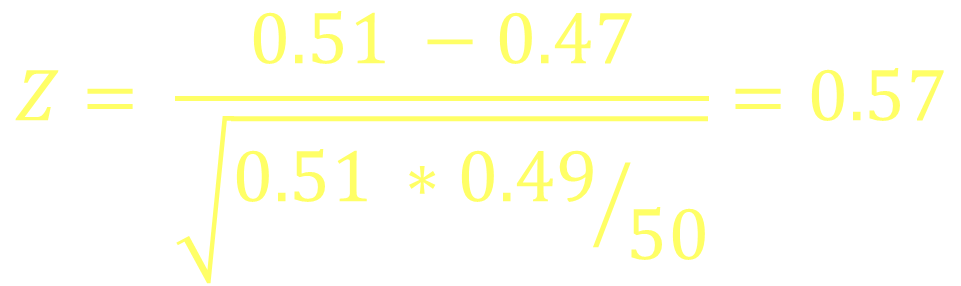 Z = (0.51 − 0.47) / √(0.51 * 0.49 / 50) = 0.57